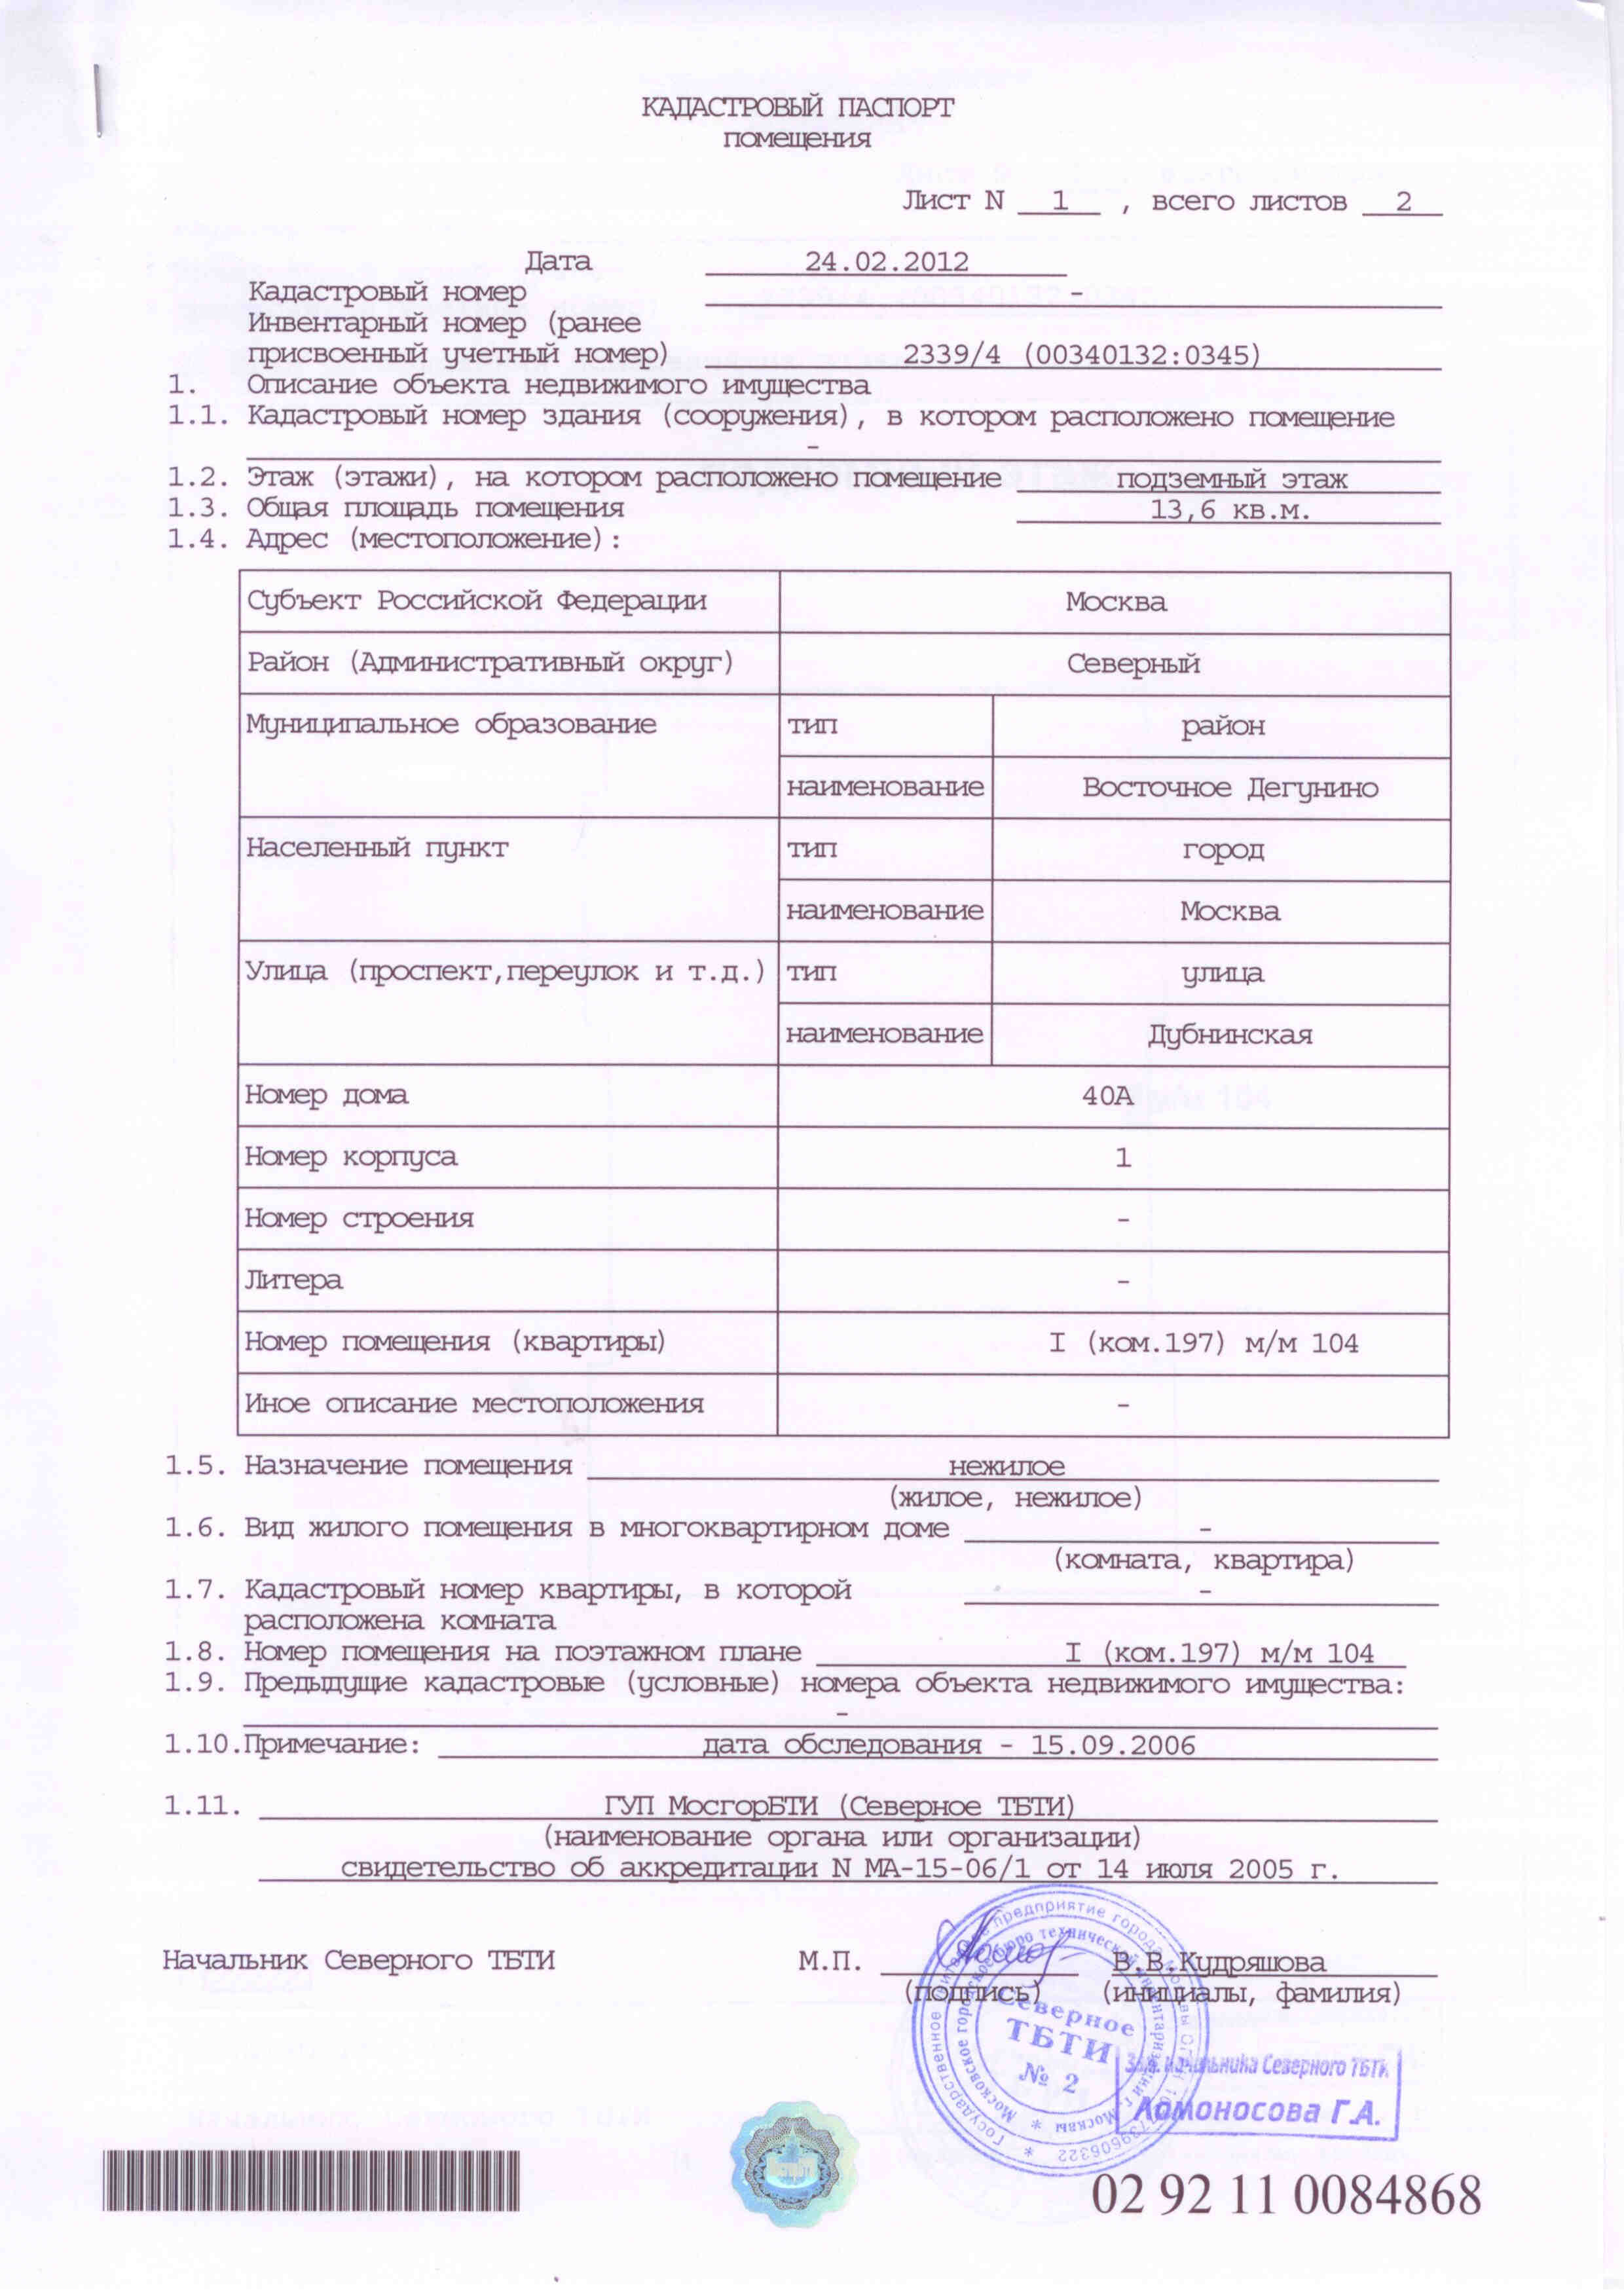 КАДАСТРОВЫЙ ПАСПОРТ
помещения
Лист N 1 , всего листов 2
Дата 24.02.2012
Кадастровый номер -
Инвентарный номер (ранее
присвоенный учетный номер) 2339/4 (00340132:0345)
1. Описание объекта недвижимого имущества
1.1. Кадастровый номер здания (сооружения), в котором расположено помещение
-
1.2. Этаж (этажи), на котором расположено помещение подземный этаж
1.3. Общая площадь помещения 13,6 кв.м.
1.4. Адрес (местоположение):
Субъект Российской Федерации Москва
Район (Административный округ) Северный
Муниципальное образование тип район
наименование Восточное Дегунино
Населенный пункт тип город
наименование Москва
Улица (проспект,переулок и т.д.) тип улица
наименование Дубнинская
Номер дома 40А
Номер корпуса 1
Номер строения -
Литера -
Номер помещения (квартиры) I (ком.197) м/м 104
Иное описание местоположения -
1.5. Назначение помещения нежилое
(жилое, нежилое)
1.6. Вид жилого помещения в многоквартирном доме -
(комната, квартира)
1.7. Кадастровый номер квартиры, в которой -
расположена комната
1.8. Номер помещения на поэтажном плане I (ком.197) м/м 104
1.9. Предыдущие кадастровые (условные) номера объекта недвижимого имущества:
-
1.10.Примечание: дата обследования - 15.09.2006
1.11. ГУП МосгорБТИ (Северное ТБТИ)
(наименование органа или организации)
свидетельство об аккредитации N МА-15-06/1 от 14 июля 2005 г.
Начальник Северного ТБТИ М.П. В.В.Кудряшова
(подпись) (инициалы, фамилия)
Северное
ТБТИ
№ 2
Зам. начальника Северного ТБТИ
Ломоносова Г.А.
02 92 11 0084868